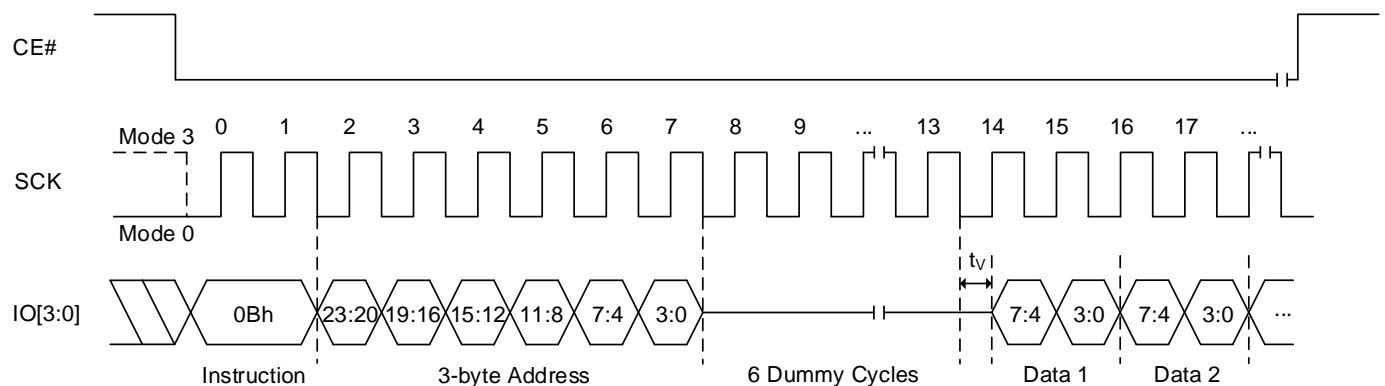 CE#
Mode 3
0 1 2 3 4 5 6 7 8 9 ... 13 14 15 16 17 ...
SCK
Mode 0
tV
IO[3:0]
0Bh 23:20 19:16 15:12 11:8 7:4 3:0 7:4 3:0 7:4 3:0 ...
Instruction 3-byte Address 6 Dummy Cycles Data 1 Data 2